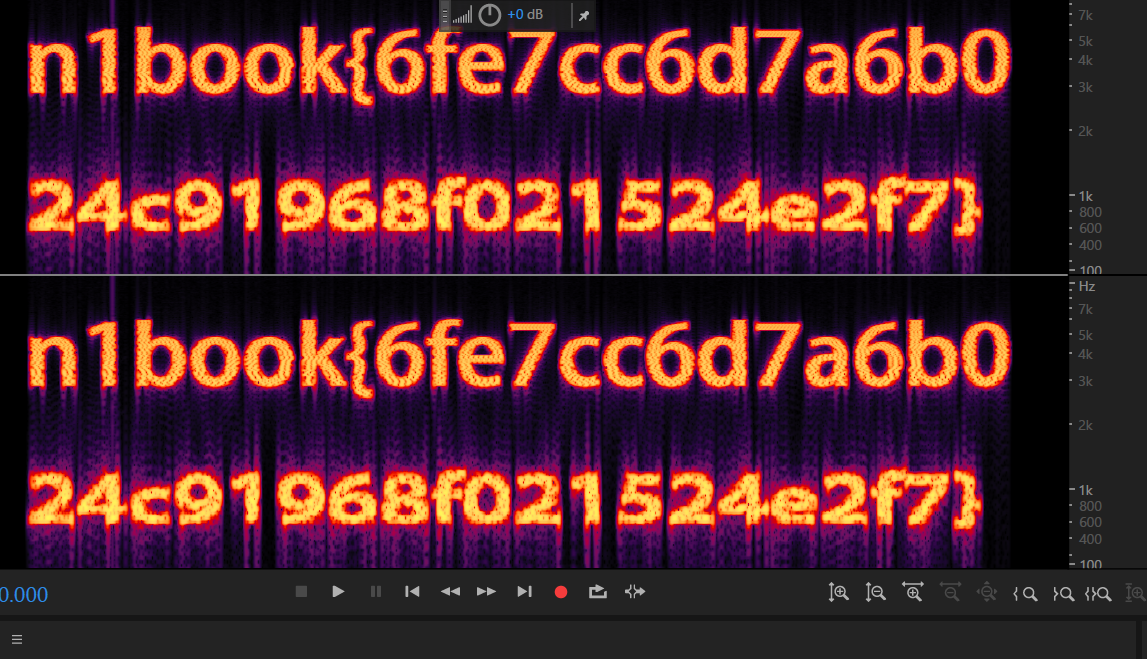 +0 dB
n1book{6fe7cc6d7a6b0
24c91968f021524e2f7}
7k
5k
4k
3k
2k
1k
800
600
400
100
n1book{6fe7cc6d7a6b0
24c91968f021524e2f7}
Hz
7k
5k
4k
3k
2k
1k
800
600
400
100
0.000